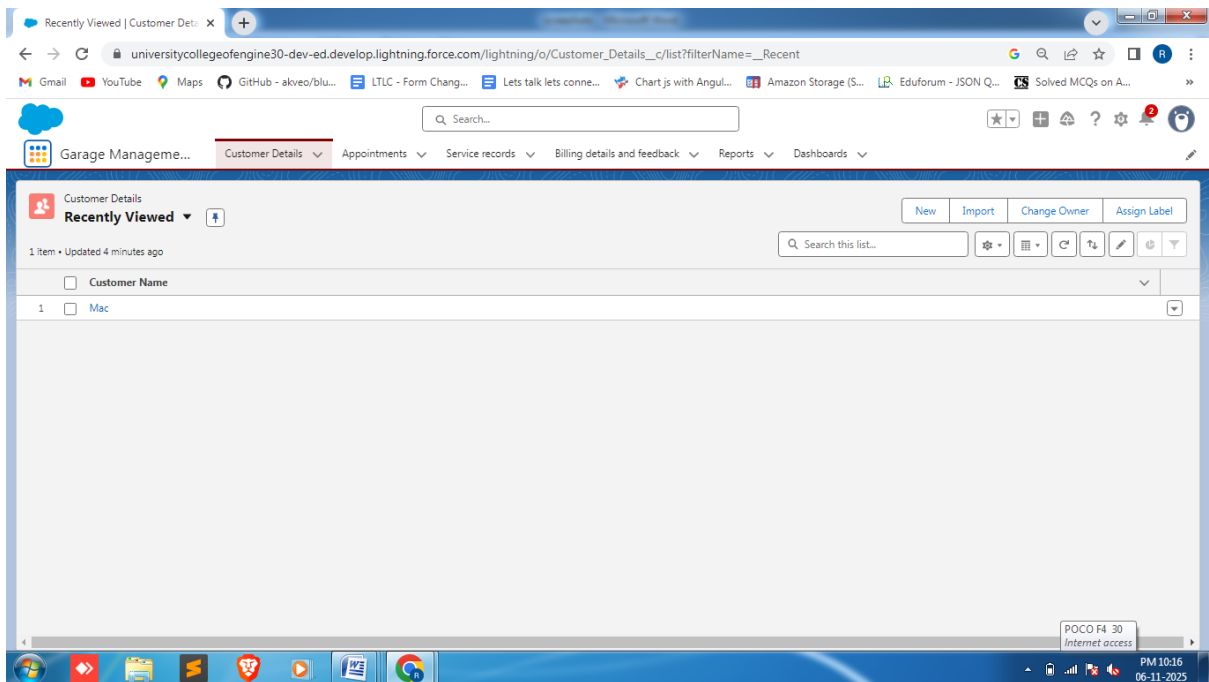 Recently Viewed | Customer Deta
universitycollegeofengine30-dev-ed.develop.lightning.force.com/lightning/o/Customer_Details__c/list?filterName=__Recent
R
Gmail YouTube Maps GitHub - akveo/blu... LTLC - Form Chang... Lets talk lets conne... Chart js with Angul... Amazon Storage (S... Eduforum - JSON Q... CS Solved MCQs on A... »
Search...
2
Garage Manageme... Customer Details Appointments Service records Billing details and feedback Reports Dashboards
Customer Details
Recently Viewed
New Import Change Owner Assign Label
1 item • Updated 4 minutes ago
Search this list...
Customer Name
1 Mac
POCO F4 30
Internet access
PM 10:16
06-11-2025